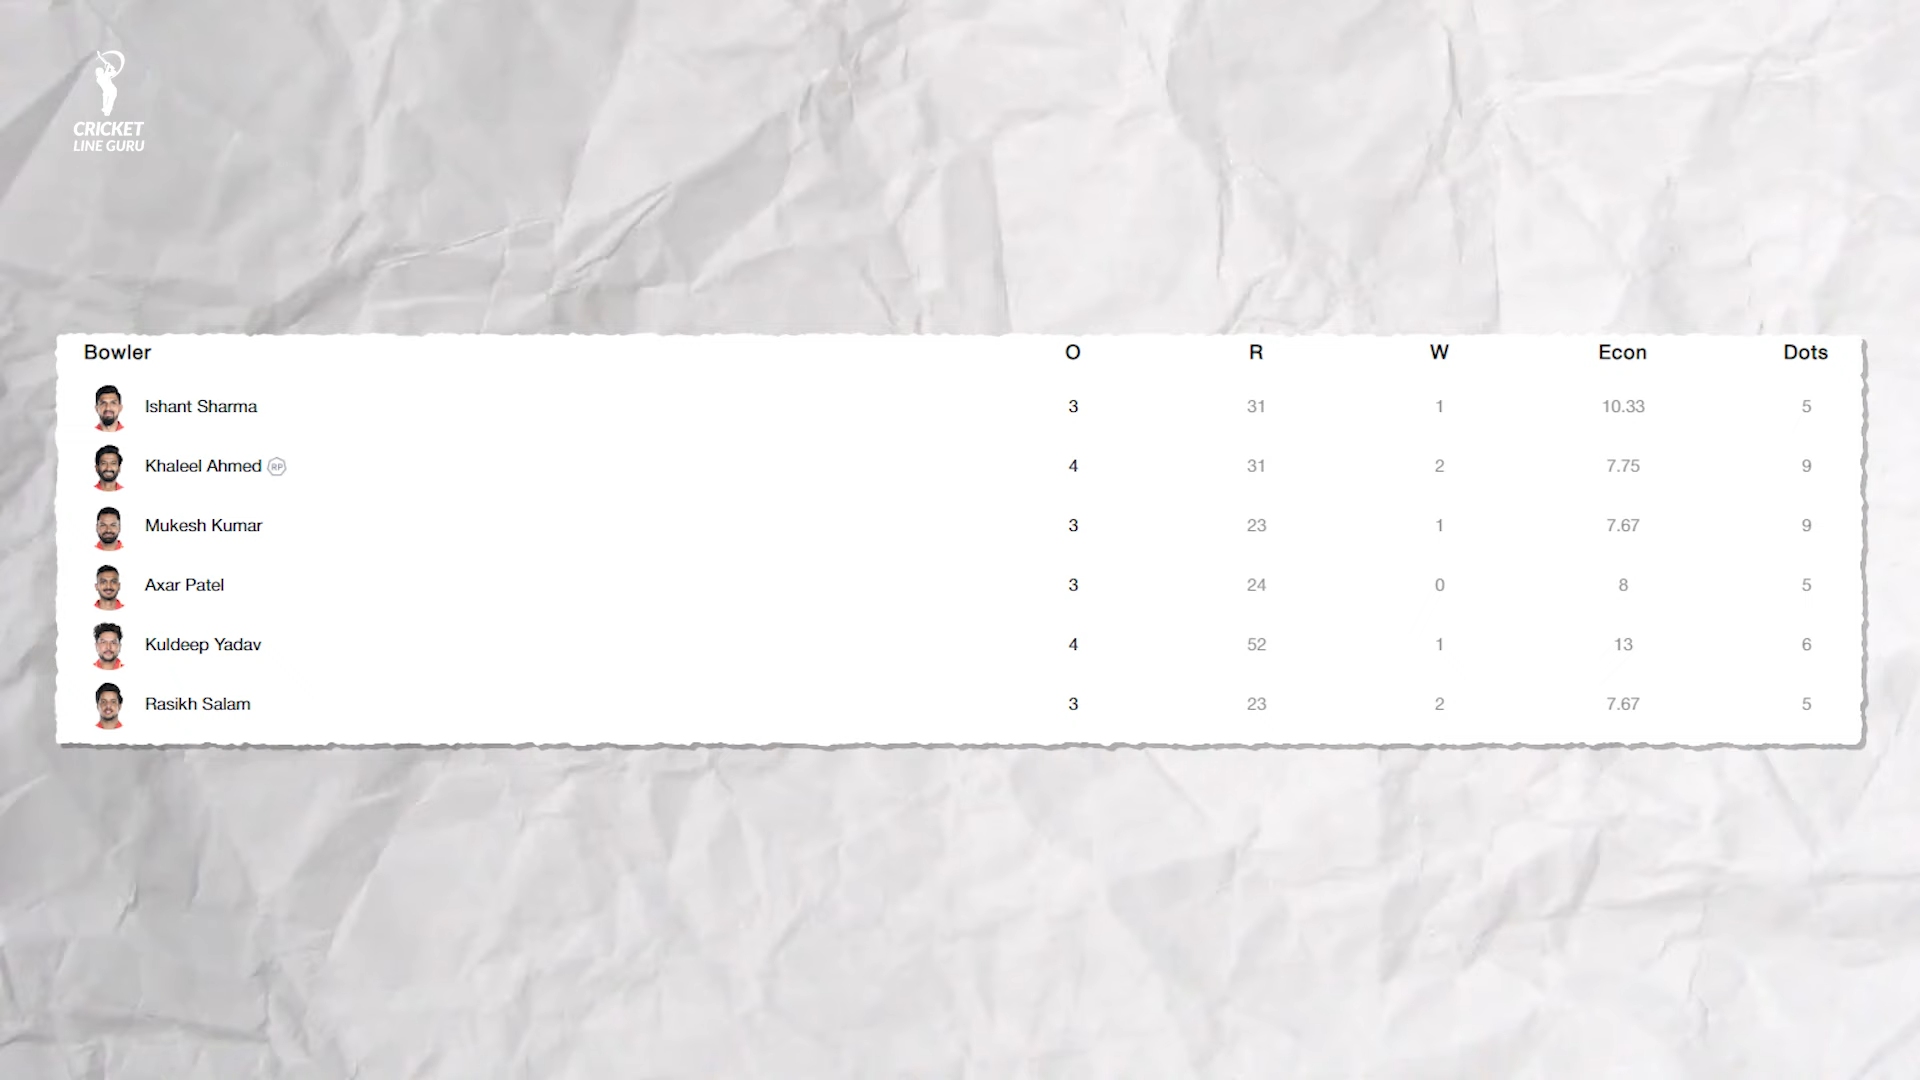 CRICKET
LINE GURU
Bowler O R W Econ Dots
Ishant Sharma 3 31 1 10.33 5
Khaleel Ahmed RP 4 31 2 7.75 9
Mukesh Kumar 3 23 1 7.67 9
Axar Patel 3 24 0 8 5
Kuldeep Yadav 4 52 1 13 6
Rasikh Salam 3 23 2 7.67 5